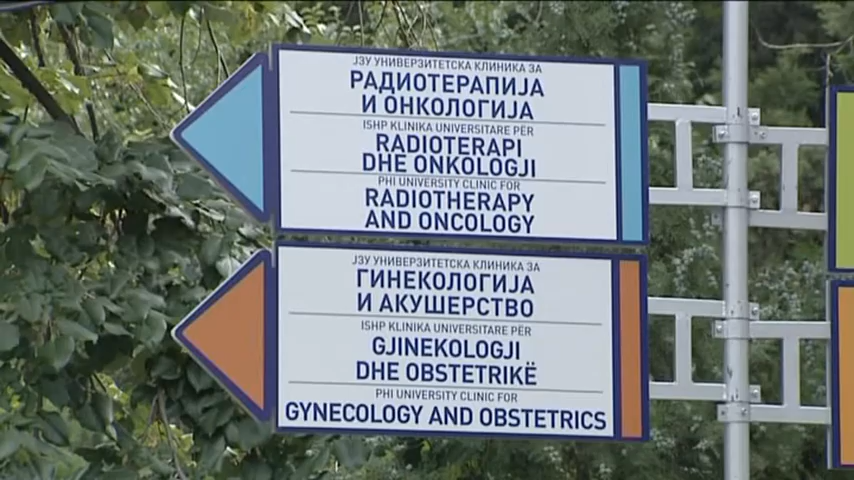 ЈЗУ УНИВЕРЗИТЕТСКА КЛИНИКА ЗА
РАДИОТЕРАПИЈА
И ОНКОЛОГИЈА
ISHP KLINIKA UNIVERSITARE PËR
RADIOTERAPI
DHE ONKOLOGJI
PHI UNIVERSITY CLINIC FOR
RADIOTHERAPY
AND ONCOLOGY
ЈЗУ УНИВЕРЗИТЕТСКА КЛИНИКА ЗА
ГИНЕКОЛОГИЈА
И АКУШЕРСТВО
ISHP KLINIKA UNIVERSITARE PËR
GJINEKOLOGJI
DHE OBSTETRIKË
PHI UNIVERSITY CLINIC FOR
GYNECOLOGY AND OBSTETRICS